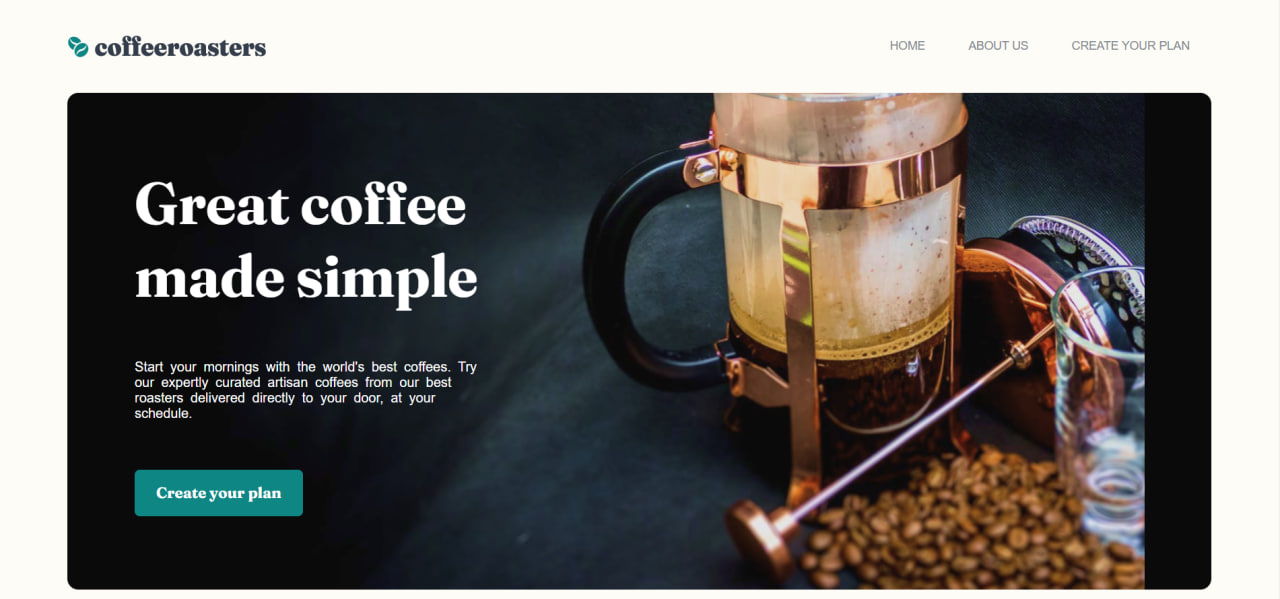 coffeeroasters
HOME ABOUT US CREATE YOUR PLAN
Great coffee
made simple
Start your mornings with the world's best coffees. Try
our expertly curated artisan coffees from our best
roasters delivered directly to your door, at your
schedule.
Create your plan